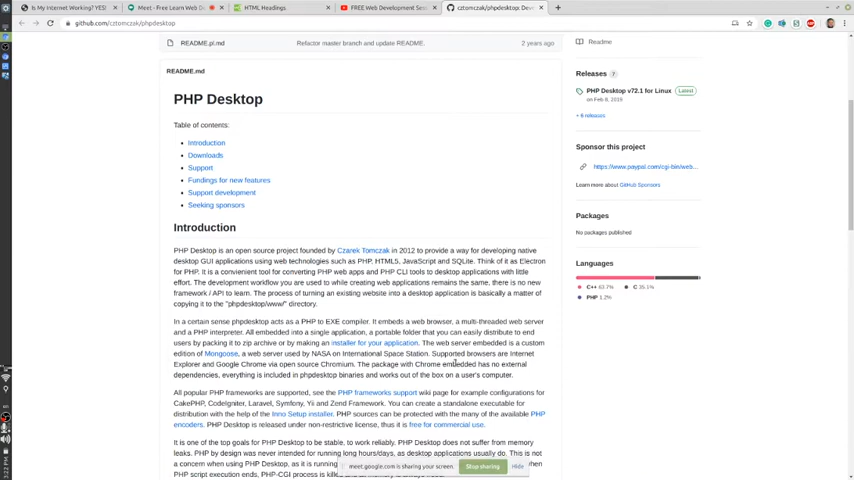 Is My Internet Working? YES!
Meet - Free Learn Web D
HTML Headings
FREE Web Development Se
cztomczak/phpdesktop: De
github.com/cztomczak/phpdesktop
README.pl.md
Refactor master branch and update README.
2 years ago
README.md
PHP Desktop
Table of contents:
Introduction
Downloads
Support
Fundings for new features
Support development
Seeking sponsors
Introduction
PHP Desktop is an open source project founded by Czarek Tomczak in 2012 to provide a way for developing native
desktop GUI applications using web technologies such as PHP, HTML5, JavaScript and SQLite. Think of it as Electron
for PHP. It is a convienient tool for converting PHP web apps and PHP CLI tools to desktop applications with little
effort. The development workflow you are used to while creating web applications remains the same, there is no new
framework / API to learn. The process of turning an existing website into a desktop application is basically a matter of
copying it to the "phpdesktop/www/" directory.
In a certain sense phpdesktop acts as a PHP to EXE compiler. It embeds a web browser, a multi-threaded web server
and a PHP interpreter. All embedded into a single application, a portable folder that you can easily distribute to end
users by packing it to zip archive or by making an installer for your application. The web server embedded is a custom
edition of Mongoose, a web server used by NASA on International Space Station. Supported browsers are Internet
Explorer and Google Chrome via open source Chromium. The package with Chrome embedded has no external
dependencies, everything is included in phpdesktop binaries and works out of the box on a user's computer.
All popular PHP frameworks are supported, see the PHP frameworks support wiki page for example configurations for
CakePHP, CodeIgniter, Laravel, Symfony, Yii and Zend Framework. You can create a standalone executable for
distribution with the help of the Inno Setup installer. PHP sources can be protected with the many of the available PHP
encoders. PHP Desktop is released under non-restrictive license, thus it is free for commercial use.
It is one of the top goals for PHP Desktop to be stable, to work reliably. PHP Desktop does not suffer from memory
leaks. PHP by design was never intended for running long hours/days, as desktop applications usually do. This is not
a concern when using PHP Desktop, as it is running
when
PHP script execution ends, PHP-CGI process is killed
meet.google.com is sharing your screen.
Stop sharing
Hide
Readme
Releases 7
PHP Desktop v72.1 for Linux
Latest
on Feb 8, 2019
+ 6 releases
Sponsor this project
https://www.paypal.com/cgi-bin/web...
Learn more about GitHub Sponsors
Packages
No packages published
Languages
C++ 63.7%
C 35.1%
PHP 1.2%
3:22 PM